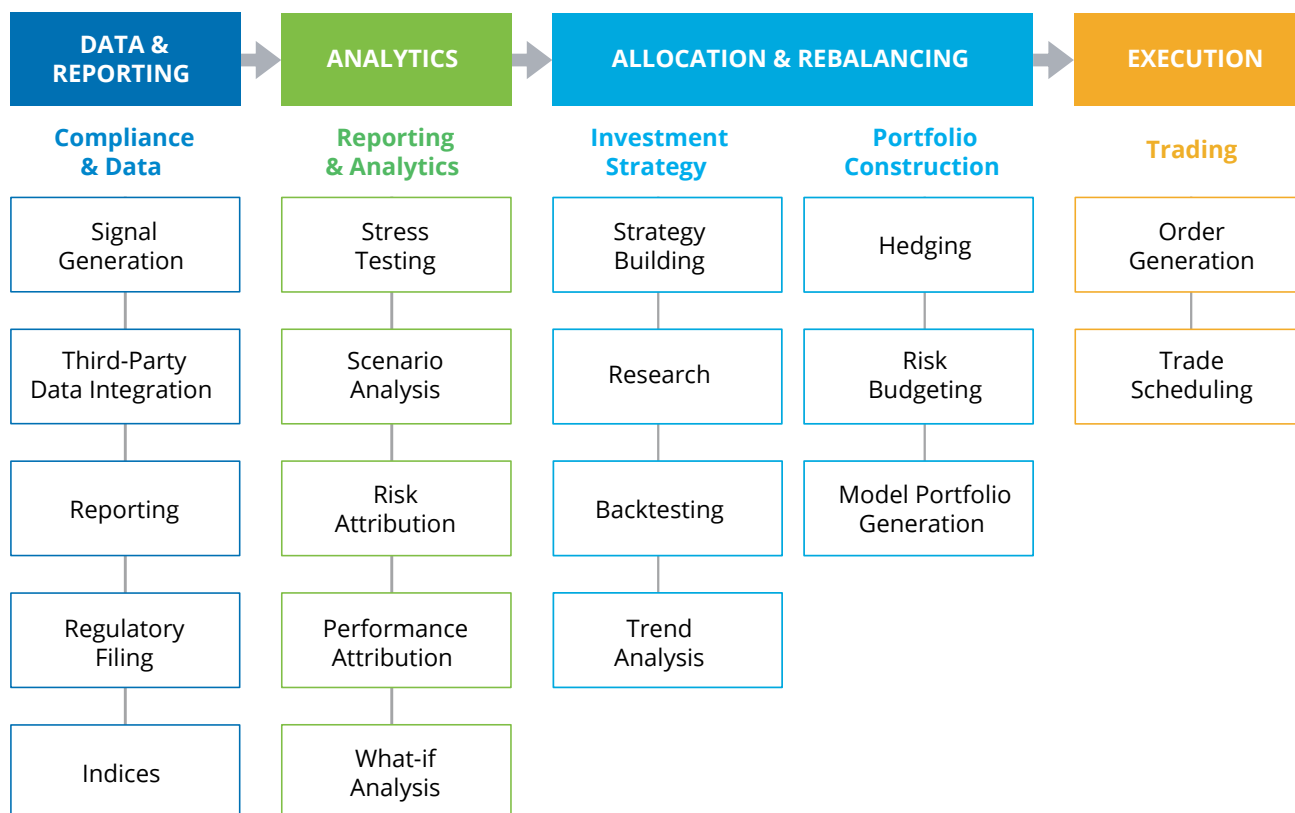 DATA &
REPORTING
ANALYTICS
ALLOCATION & REBALANCING
EXECUTION
Compliance
& Data
Reporting
& Analytics
Investment
Strategy
Portfolio
Construction
Trading
Signal
Generation
Third-Party
Data Integration
Reporting
Regulatory
Filing
Indices
Stress
Testing
Scenario
Analysis
Risk
Attribution
Performance
Attribution
What-if
Analysis
Strategy
Building
Research
Backtesting
Trend
Analysis
Hedging
Risk
Budgeting
Model Portfolio
Generation
Order
Generation
Trade
Scheduling